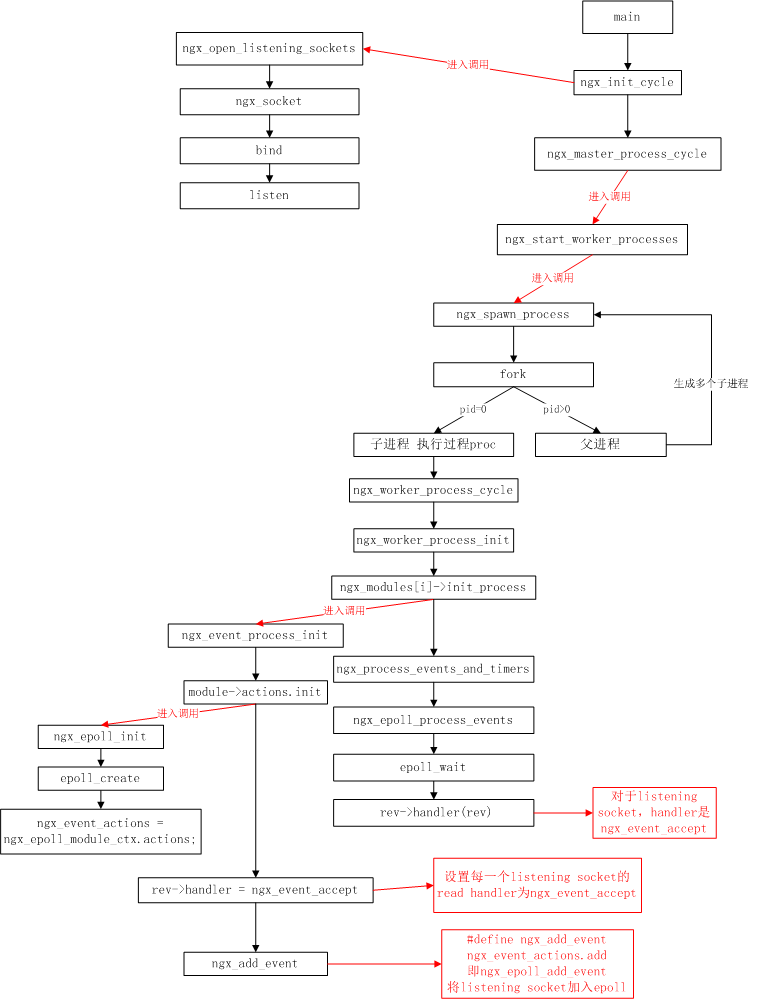 main
ngx_open_listening_sockets
进入调用
ngx_init_cycle
ngx_socket
bind
ngx_master_process_cycle
listen
进入调用
ngx_start_worker_processes
进入调用
ngx_spawn_process
fork
生成多个子进程
pid=0
pid>0
子进程 执行过程proc
父进程
ngx_worker_process_cycle
ngx_worker_process_init
ngx_modules[i]->init_process
进入调用
ngx_event_process_init
ngx_process_events_and_timers
module->actions.init
进入调用
ngx_epoll_process_events
ngx_epoll_init
epoll_wait
epoll_create
rev->handler(rev)
对于listening
socket，handler是
ngx_event_accept
ngx_event_actions =
ngx_epoll_module_ctx.actions;
rev->handler = ngx_event_accept
设置每一个listening socket的
read handler为ngx_event_accept
ngx_add_event
#define ngx_add_event
ngx_event_actions.add
即ngx_epoll_add_event
将listening socket加入epoll